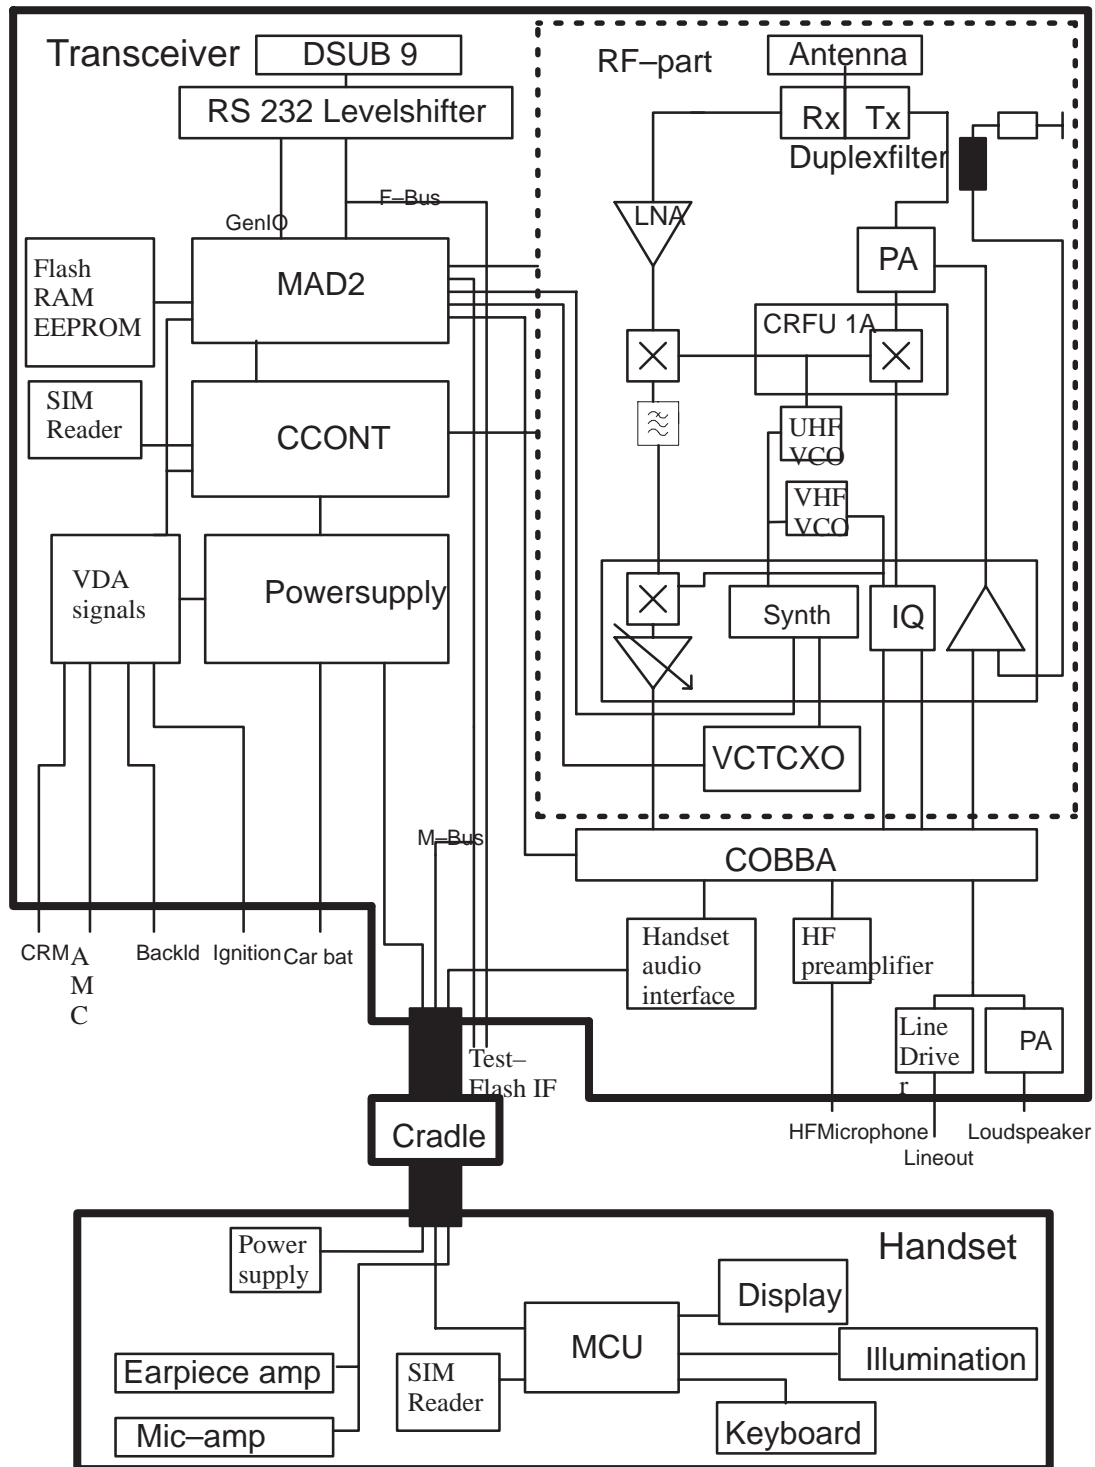 Transceiver
DSUB 9
RS 232 Levelshifter
F–Bus
GenIO
Flash
RAM
EEPROM
MAD2
SIM
Reader
CCONT
VDA
signals
Powersupply
RF–part
Antenna
Rx
Tx
Duplexfilter
LNA
PA
CRFU 1A
UHF
VCO
VHF
VCO
Synth
IQ
VCTCXO
M–Bus
COBBA
CRM
A
M
C
Backld
Ignition
Car bat
Handset
audio
interface
HF
preamplifier
Line
Drive
r
PA
Test–
Flash IF
HFMicrophone
Lineout
Loudspeaker
Cradle
Handset
Power
supply
Display
MCU
Illumination
Earpiece amp
SIM
Reader
Mic–amp
Keyboard